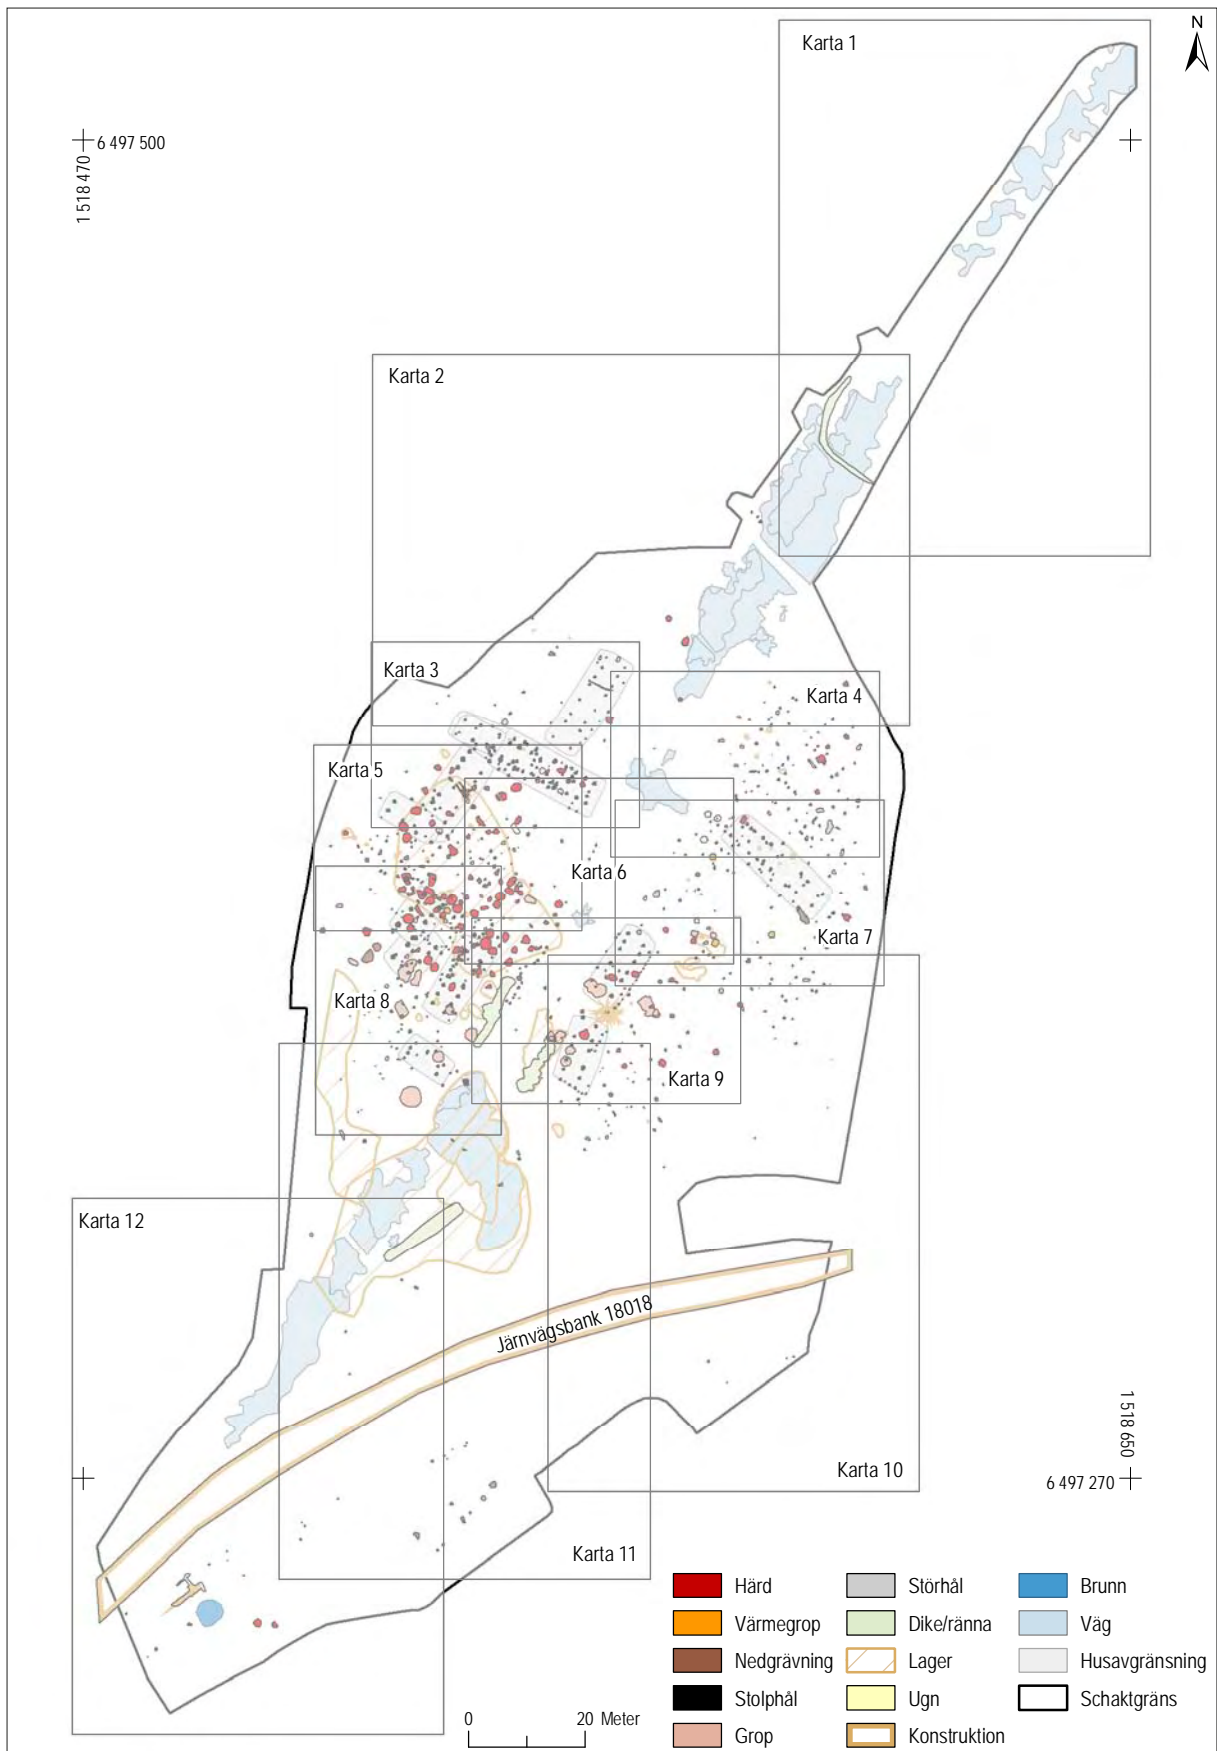 N
Karta 1
6 497 500
1 518 470
Karta 2
Karta 3
Karta 4
Karta 5
Karta 6
Karta 7
Karta 8
Karta 9
Karta 12
Järnvägsbank 18018
1 518 650
Karta 10
6 497 270
Karta 11
Härd
Värmegrop
Nedgrävning
Stolphål
Grop
Störhål
Dike/ränna
Lager
Ugn
Konstruktion
Brunn
Väg
Husavgränsning
Schaktgräns
0 20 Meter